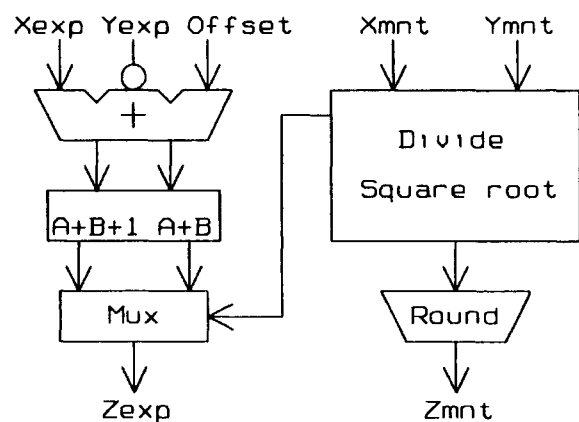 Xexp Yexp Offset
Xmnt Ymnt
+
Divide
Square root
A+B+1 A+B
Mux
Round
Zexp
Zmnt